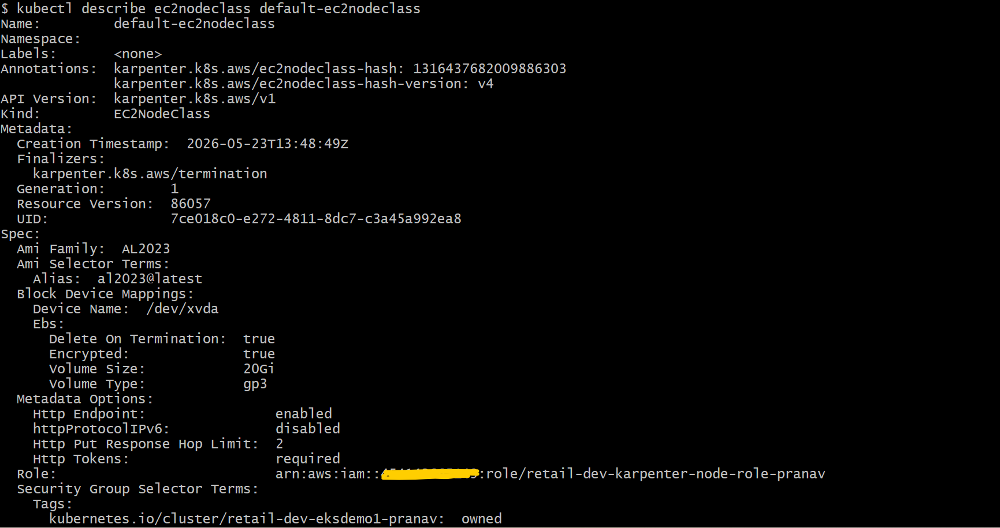 $ kubectl describe ec2nodeclass default-ec2nodeclass
Name:         default-ec2nodeclass
Namespace:
Labels:       <none>
Annotations:  karpenter.k8s.aws/ec2nodeclass-hash: 1316437682009886303
              karpenter.k8s.aws/ec2nodeclass-hash-version: v4
API Version:  karpenter.k8s.aws/v1
Kind:         EC2NodeClass
Metadata:
  Creation Timestamp:  2026-05-23T13:48:49Z
  Finalizers:
    karpenter.k8s.aws/termination
  Generation:        1
  Resource Version:  86057
  UID:               7ce018c0-e272-4811-8dc7-c3a45a992ea8
Spec:
  Ami Family:  AL2023
  Ami Selector Terms:
    Alias:  al2023@latest
  Block Device Mappings:
    Device Name:  /dev/xvda
    Ebs:
      Delete On Termination:  true
      Encrypted:              true
      Volume Size:            20Gi
      Volume Type:            gp3
  Metadata Options:
    Http Endpoint:                enabled
    httpProtocolIPv6:             disabled
    Http Put Response Hop Limit:  2
    Http Tokens:                  required
  Role:                           arn:aws:iam:: :role/retail-dev-karpenter-node-role-pranav
  Security Group Selector Terms:
    Tags:
      kubernetes.io/cluster/retail-dev-eksdemo1-pranav:  owned